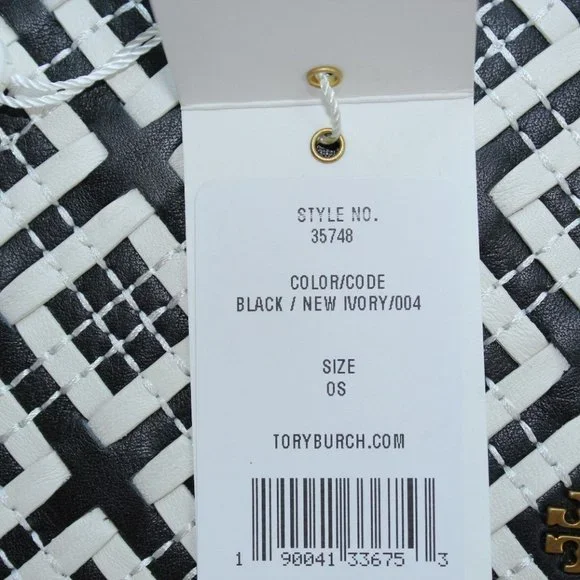 STYLE NO.
35748
COLOR/CODE
BLACK / NEW IVORY/004
SIZE
OS
TORYBURCH.COM
1 90041 33675 3